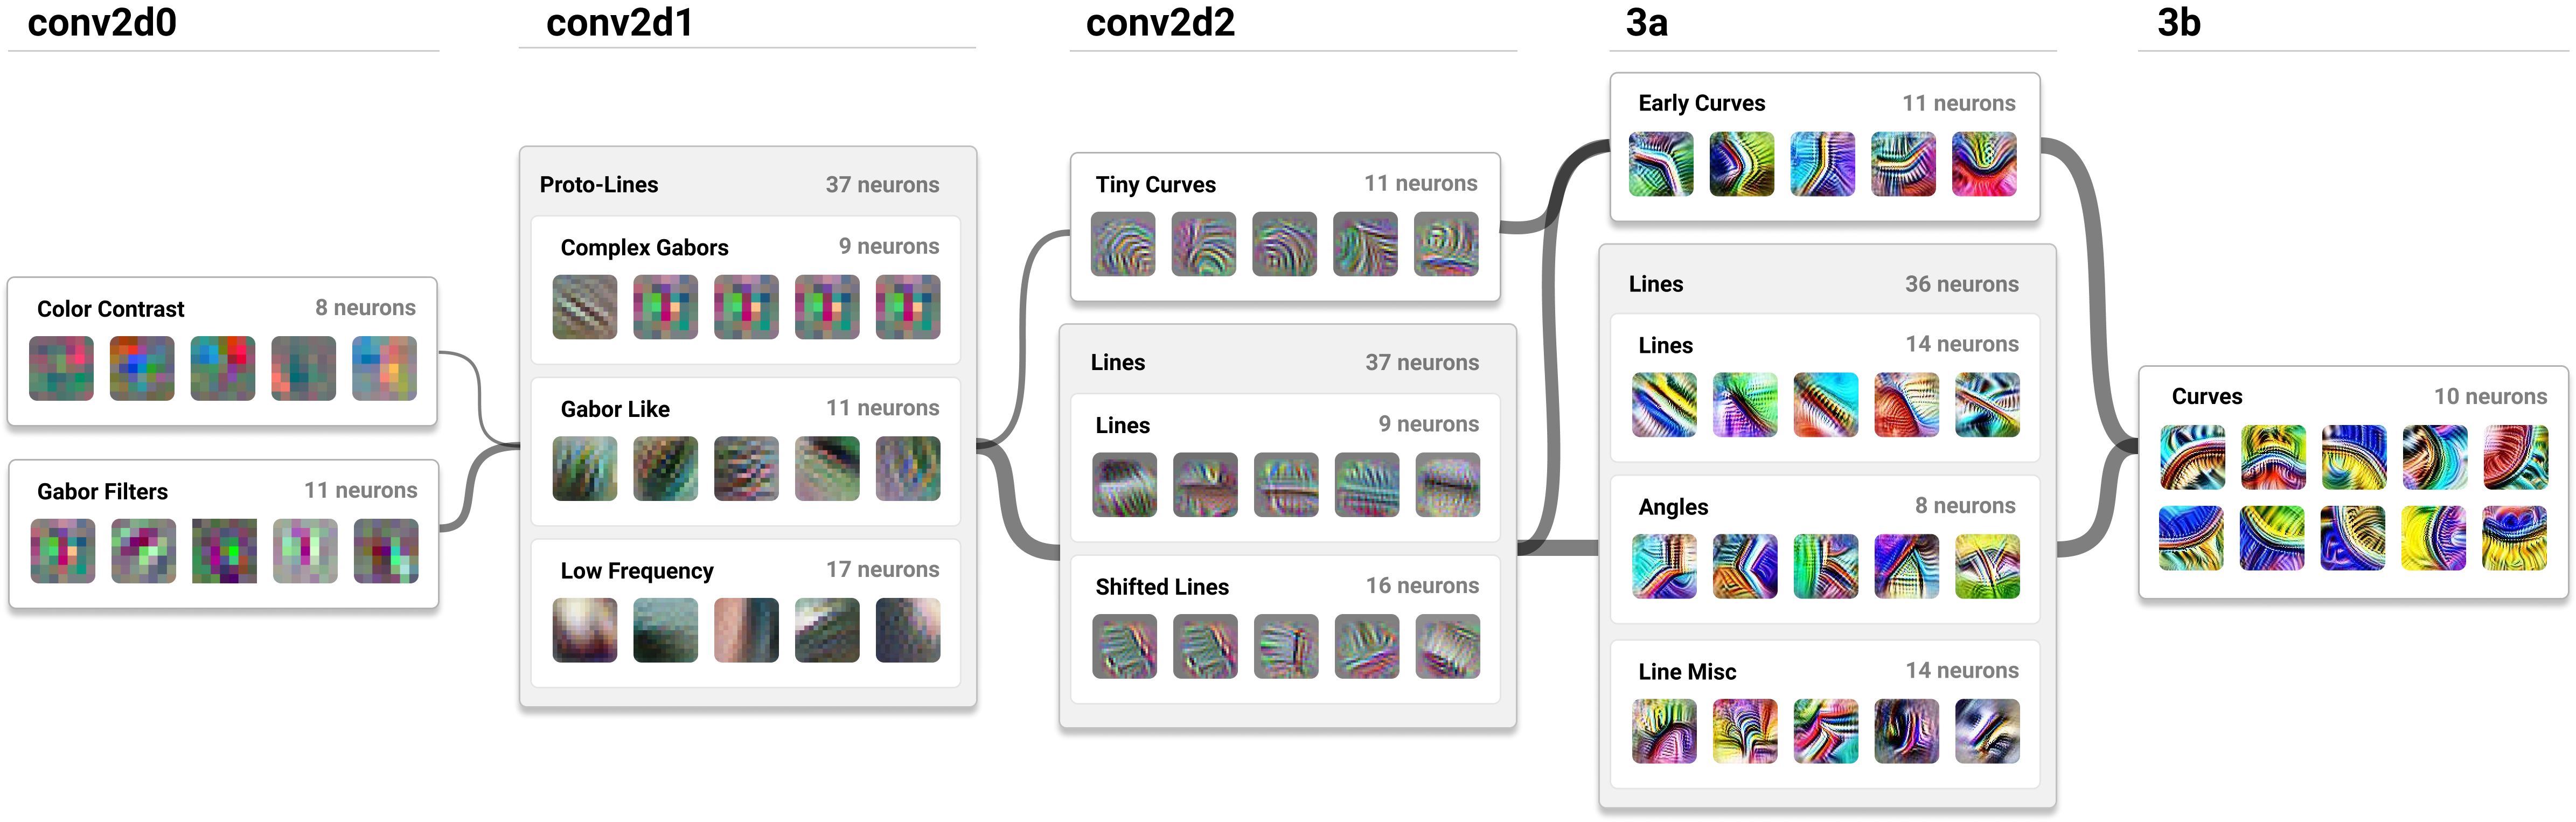 conv2d0
Color Contrast 8 neurons
Gabor Filters 11 neurons
conv2d1
Proto-Lines 37 neurons
Complex Gabors 9 neurons
Gabor Like 11 neurons
Low Frequency 17 neurons
conv2d2
Tiny Curves 11 neurons
Lines 37 neurons
Lines 9 neurons
Shifted Lines 16 neurons
3a
Early Curves 11 neurons
Lines 36 neurons
Lines 14 neurons
Angles 8 neurons
Line Misc 14 neurons
3b
Curves 10 neurons